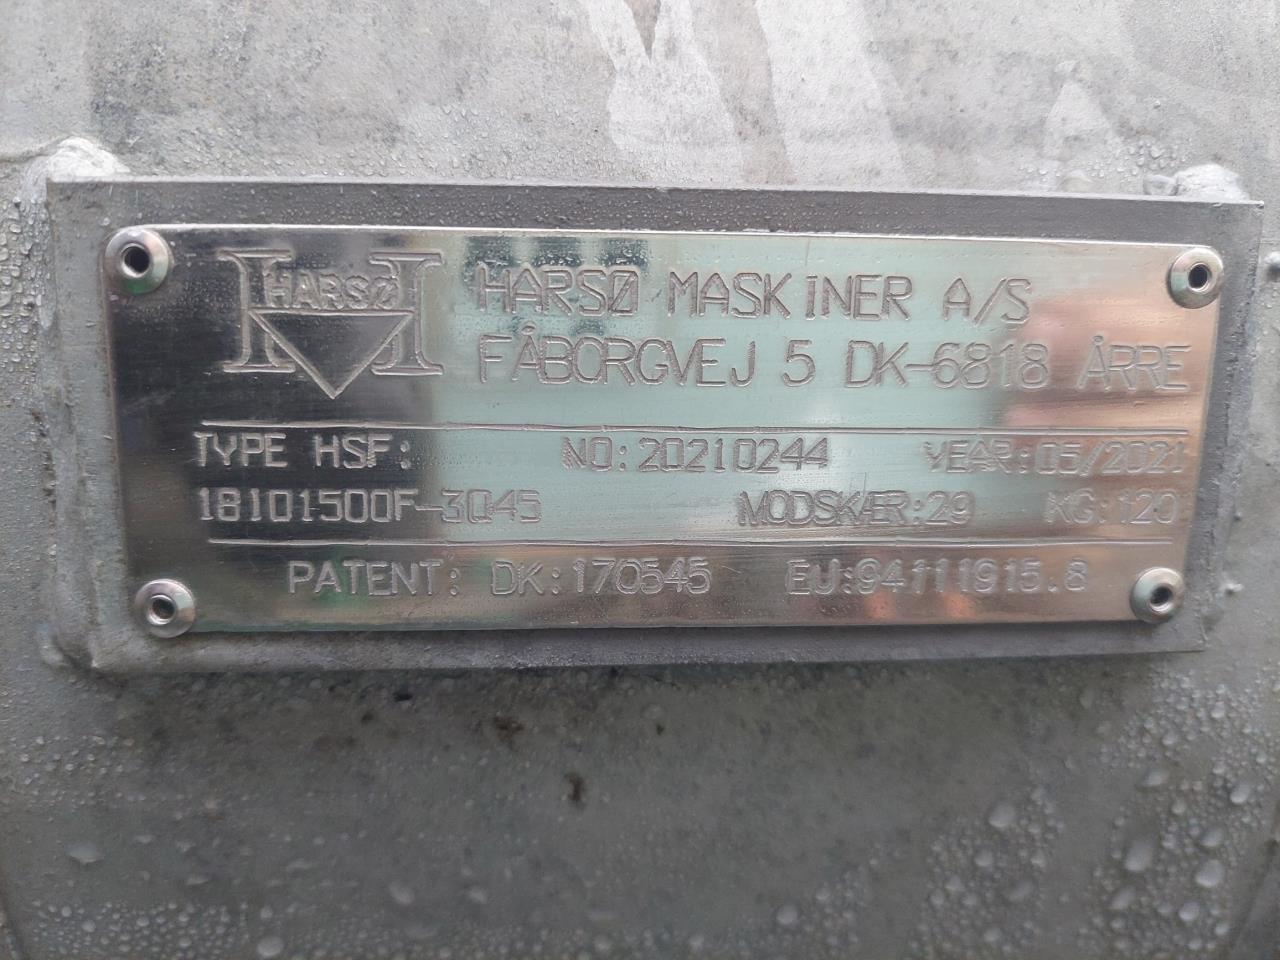 HARSØ
HARSØ MASKINER A/S
FÅBORGVEJ 5 DK-6818 ÅRRE
TYPE HSF: NO:20210244 YEAR:05/2021
18101500F-3Q45 MODSKÆR:29 KG:120
PATENT: DK:170545 EU:94111915.8